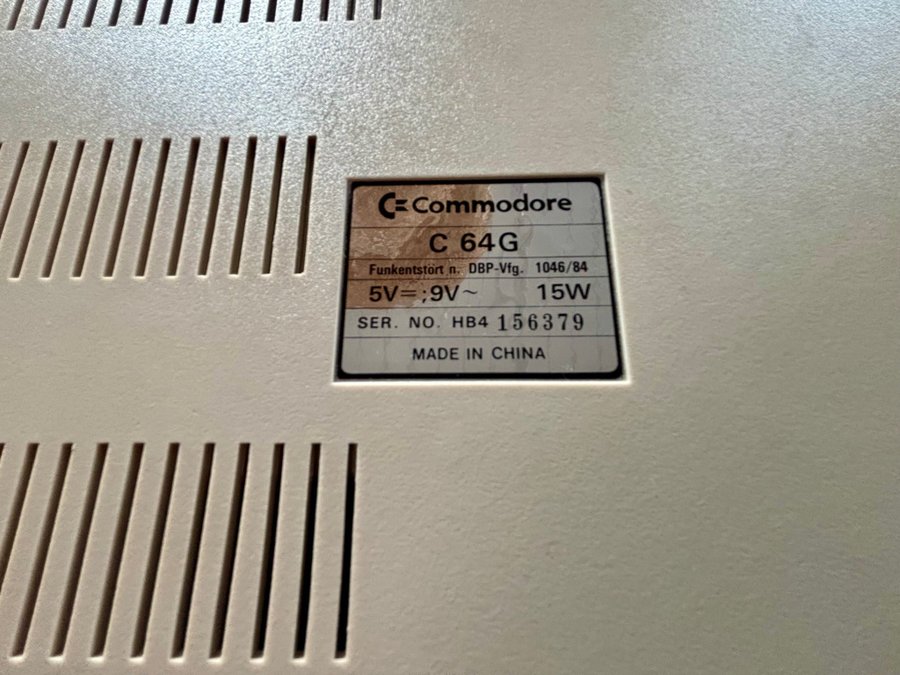 Commodore
C 64G
Funkentstört n. DBP-Vfg. 1046/84
5V⎓;9V~ 15W
SER. NO. HB4 156379
MADE IN CHINA